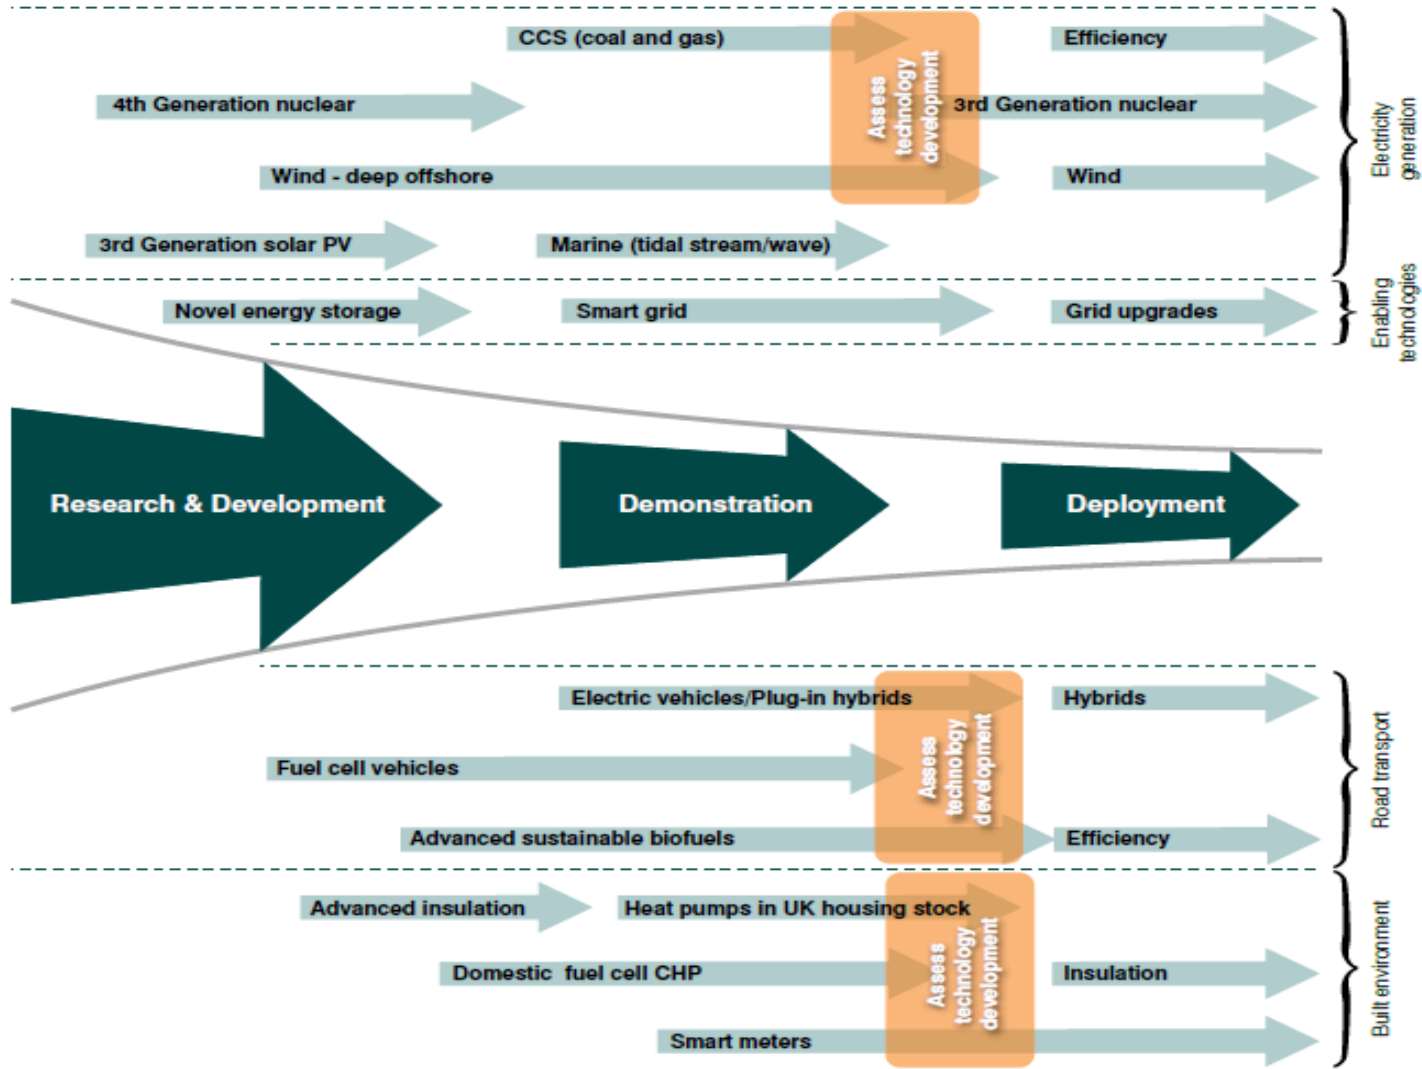 CCS (coal and gas)
Efficiency
4th Generation nuclear
3rd Generation nuclear
Wind - deep offshore
Wind
Assess
technology
development
3rd Generation solar PV
Marine (tidal stream/wave)
Electricity
generation
Novel energy storage
Smart grid
Grid upgrades
Enabling
technologies
Research & Development
Demonstration
Deployment
Electric vehicles/Plug-in hybrids
Hybrids
Fuel cell vehicles
Advanced sustainable biofuels
Efficiency
Assess
technology
development
Road transport
Advanced insulation
Heat pumps in UK housing stock
Domestic fuel cell CHP
Insulation
Smart meters
Assess
technology
development
Built environment